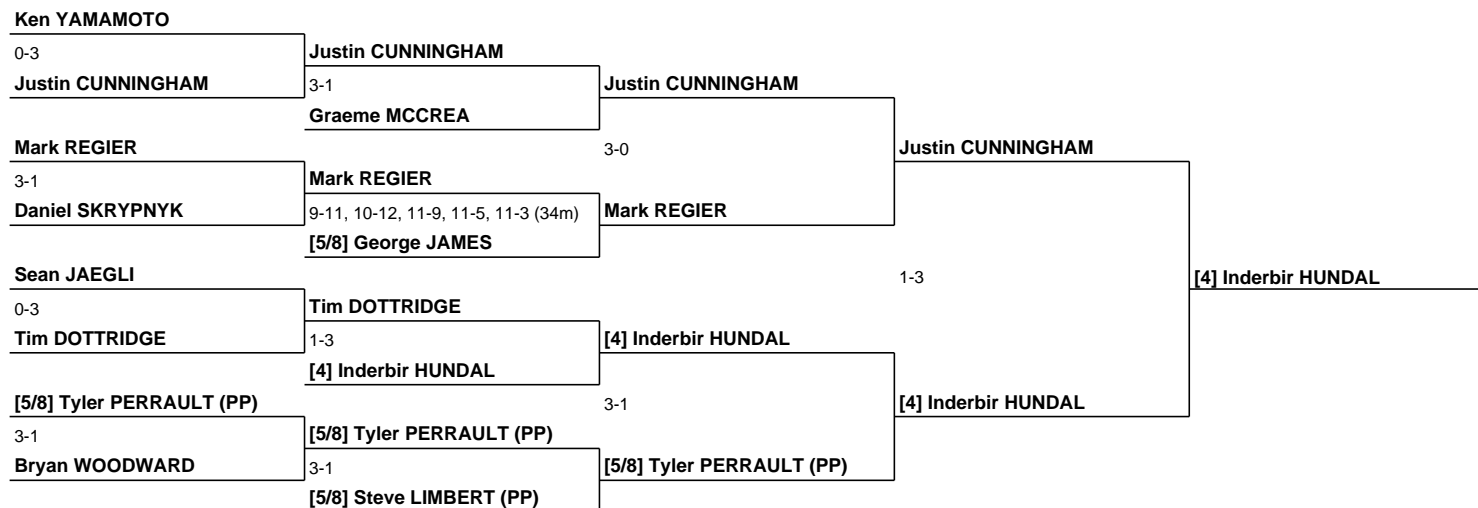 Ken YAMAMOTO
0-3
Justin CUNNINGHAM
Justin CUNNINGHAM
3-1
Justin CUNNINGHAM
Graeme MCCREA
Mark REGIER
3-0
Justin CUNNINGHAM
3-1
Mark REGIER
Daniel SKRYPNYK
9-11, 10-12, 11-9, 11-5, 11-3 (34m)
Mark REGIER
[5/8] George JAMES
Sean JAEGLI
1-3
[4] Inderbir HUNDAL
0-3
Tim DOTTRIDGE
Tim DOTTRIDGE
1-3
[4] Inderbir HUNDAL
[4] Inderbir HUNDAL
[5/8] Tyler PERRAULT (PP)
3-1
[4] Inderbir HUNDAL
3-1
[5/8] Tyler PERRAULT (PP)
Bryan WOODWARD
3-1
[5/8] Tyler PERRAULT (PP)
[5/8] Steve LIMBERT (PP)